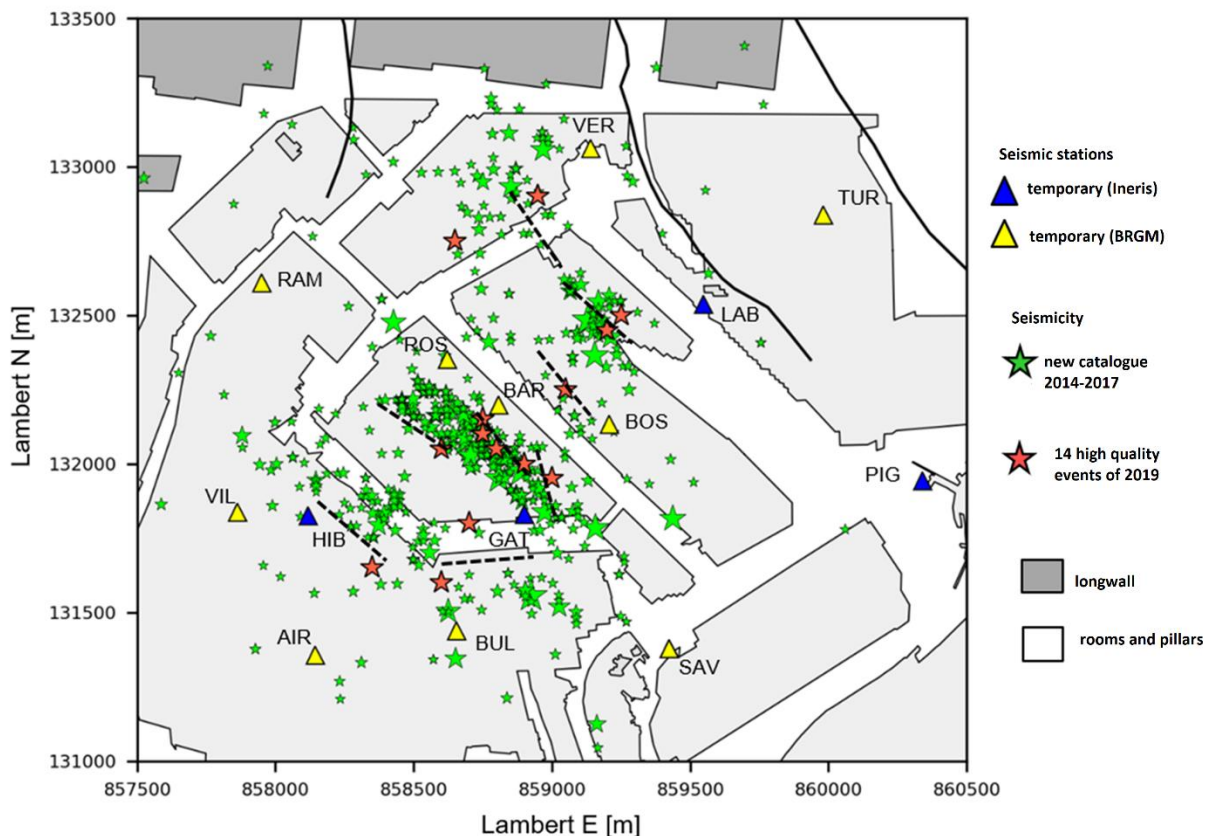 133500
133000
132500
132000
131500
131000
Lambert N [m]
857500
858000
858500
859000
859500
860000
860500
Lambert E [m]
VER
TUR
RAM
LAB
ROS
BAR
BOS
PIG
VIL
HIB
GAT
AIR
BUL
SAV
Seismic stations
temporary (Ineris)
temporary (BRGM)
Seismicity
new catalogue
2014-2017
14 high quality
events of 2019
longwall
rooms and pillars